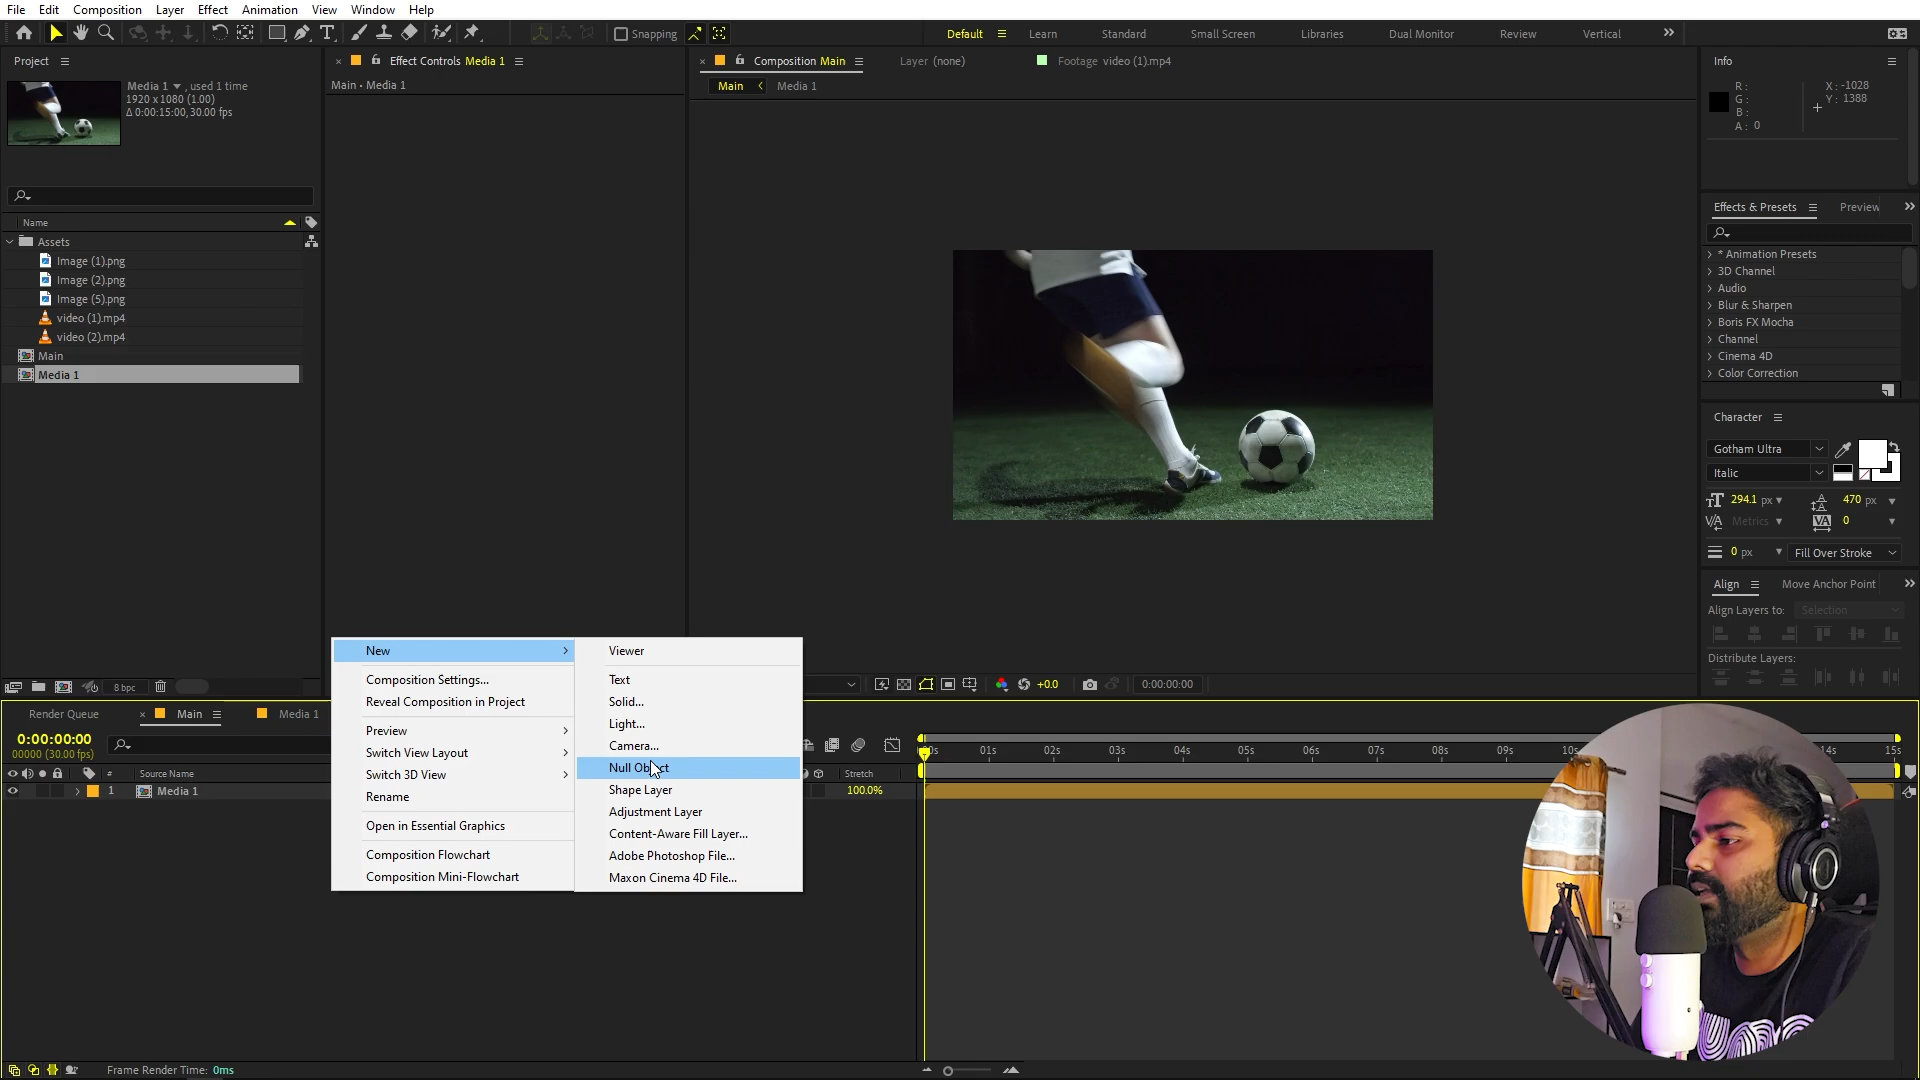 File Edit Composition Layer Effect Animation View Window Help
Snapping
Default Learn Standard Small Screen Libraries Dual Monitor Review Vertical
Project
Media 1 , used 1 time
1920 x 1080 (1.00)
Δ 0:00:15:00, 30.00 fps
Name
Assets
Image (1).png
Image (2).png
Image (5).png
video (1).mp4
video (2).mp4
Main
Media 1
8 bpc
Effect Controls Media 1
Main • Media 1
Composition Main
Layer (none)
Footage video (1).mp4
Main Media 1
+0.0
0:00:00:00
Info
R :
G :
B :
A : 0
X : -1028
Y : 1388
Effects & Presets
Preview
* Animation Presets
3D Channel
Audio
Blur & Sharpen
Boris FX Mocha
Channel
Cinema 4D
Color Correction
Character
Gotham Ultra
Italic
294.1 px
470 px
Metrics
0
0 px
Fill Over Stroke
Align
Move Anchor Point
Align Layers to: Selection
Distribute Layers:
New
Composition Settings...
Reveal Composition in Project
Preview
Switch View Layout
Switch 3D View
Rename
Open in Essential Graphics
Composition Flowchart
Composition Mini-Flowchart
Viewer
Text
Solid...
Light...
Camera...
Null Object
Shape Layer
Adjustment Layer
Content-Aware Fill Layer...
Adobe Photoshop File...
Maxon Cinema 4D File...
Render Queue Main Media 1
0:00:00:00
00000 (30.00 fps)
# Source Name
Stretch
1 Media 1
100.0%
01s 02s 03s 04s 05s 06s 07s 08s 09s 14s 15s
Frame Render Time: 0ms